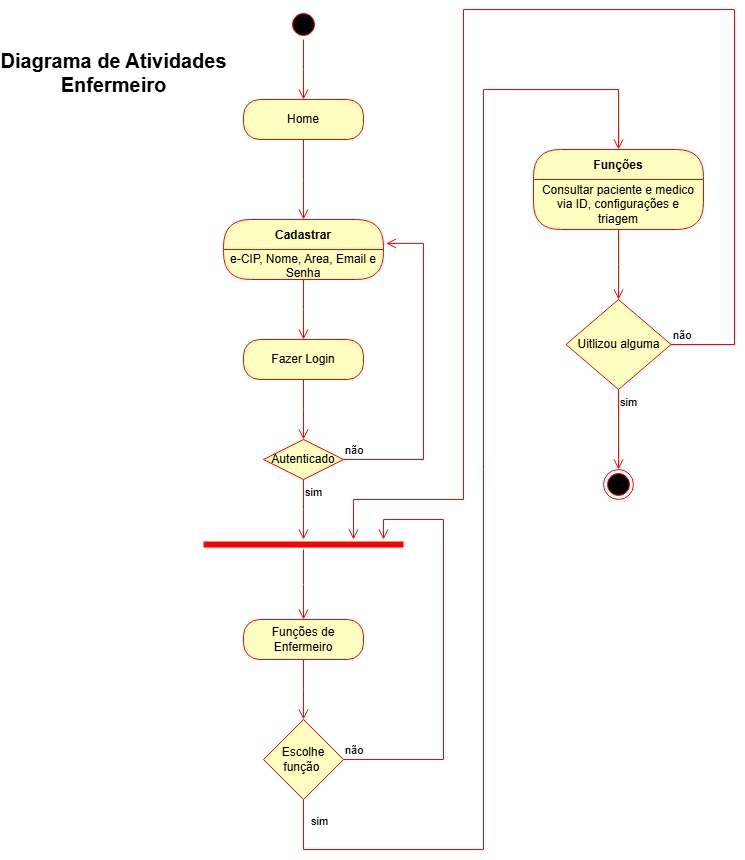 Diagrama de Atividades
Enfermeiro
Home
Cadastrar
e-CIP, Nome, Area, Email e
Senha
Fazer Login
Autenticado
não
sim
Funções de
Enfermeiro
Escolhe
função
não
sim
Funções
Consultar paciente e medico
via ID, configurações e
triagem
Uitlizou alguma
não
sim